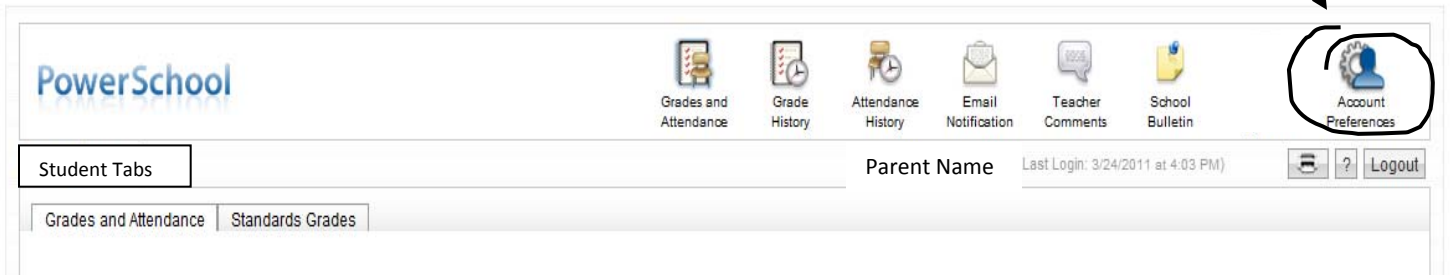 PowerSchool
Grades and Attendance
Grade History
Attendance History
Email Notification
Teacher Comments
School Bulletin
Account Preferences
Student Tabs
Parent Name
Last Login: 3/24/2011 at 4:03 PM)
?
Logout
Grades and Attendance
Standards Grades